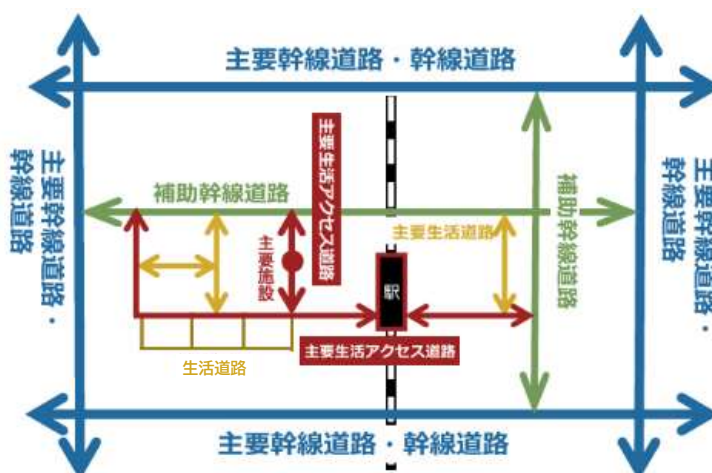 主要幹線道路・幹線道路
主要生活アクセス道路
主要幹線道路・
幹線道路
補助幹線道路
主要施設
主要生活道路
駅
補助幹線道路
主要幹線道路・
幹線道路
主要生活アクセス道路
生活道路
主要幹線道路・幹線道路